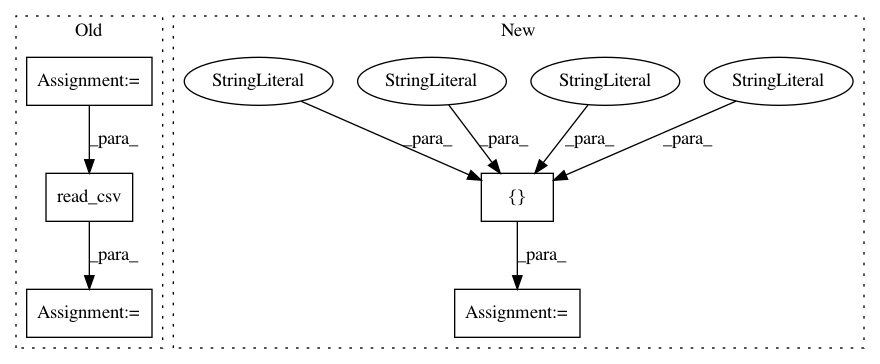 Old
New
Assignment:=
StringLiteral
StringLiteral
StringLiteral
StringLiteral
_para_
_para_
_para_
_para_
_para_
read_csv
{}
_para_
_para_
Assignment:=
Assignment:=